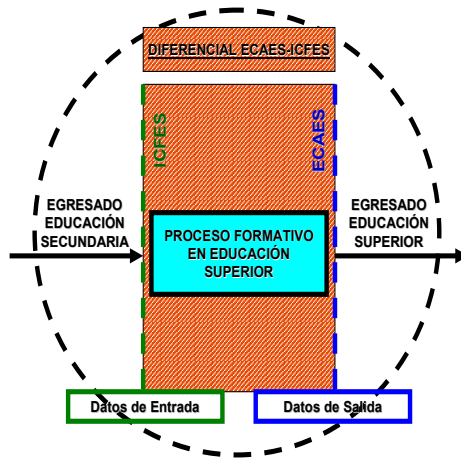 DIFERENCIAL ECAES-ICFES
ICFES
ECAES
EGRESADO
EDUCACIÓN
SECUNDARIA
PROCESO FORMATIVO
EN EDUCACIÓN
SUPERIOR
EGRESADO
EDUCACIÓN
SUPERIOR
Datos de Entrada
Datos de Salida